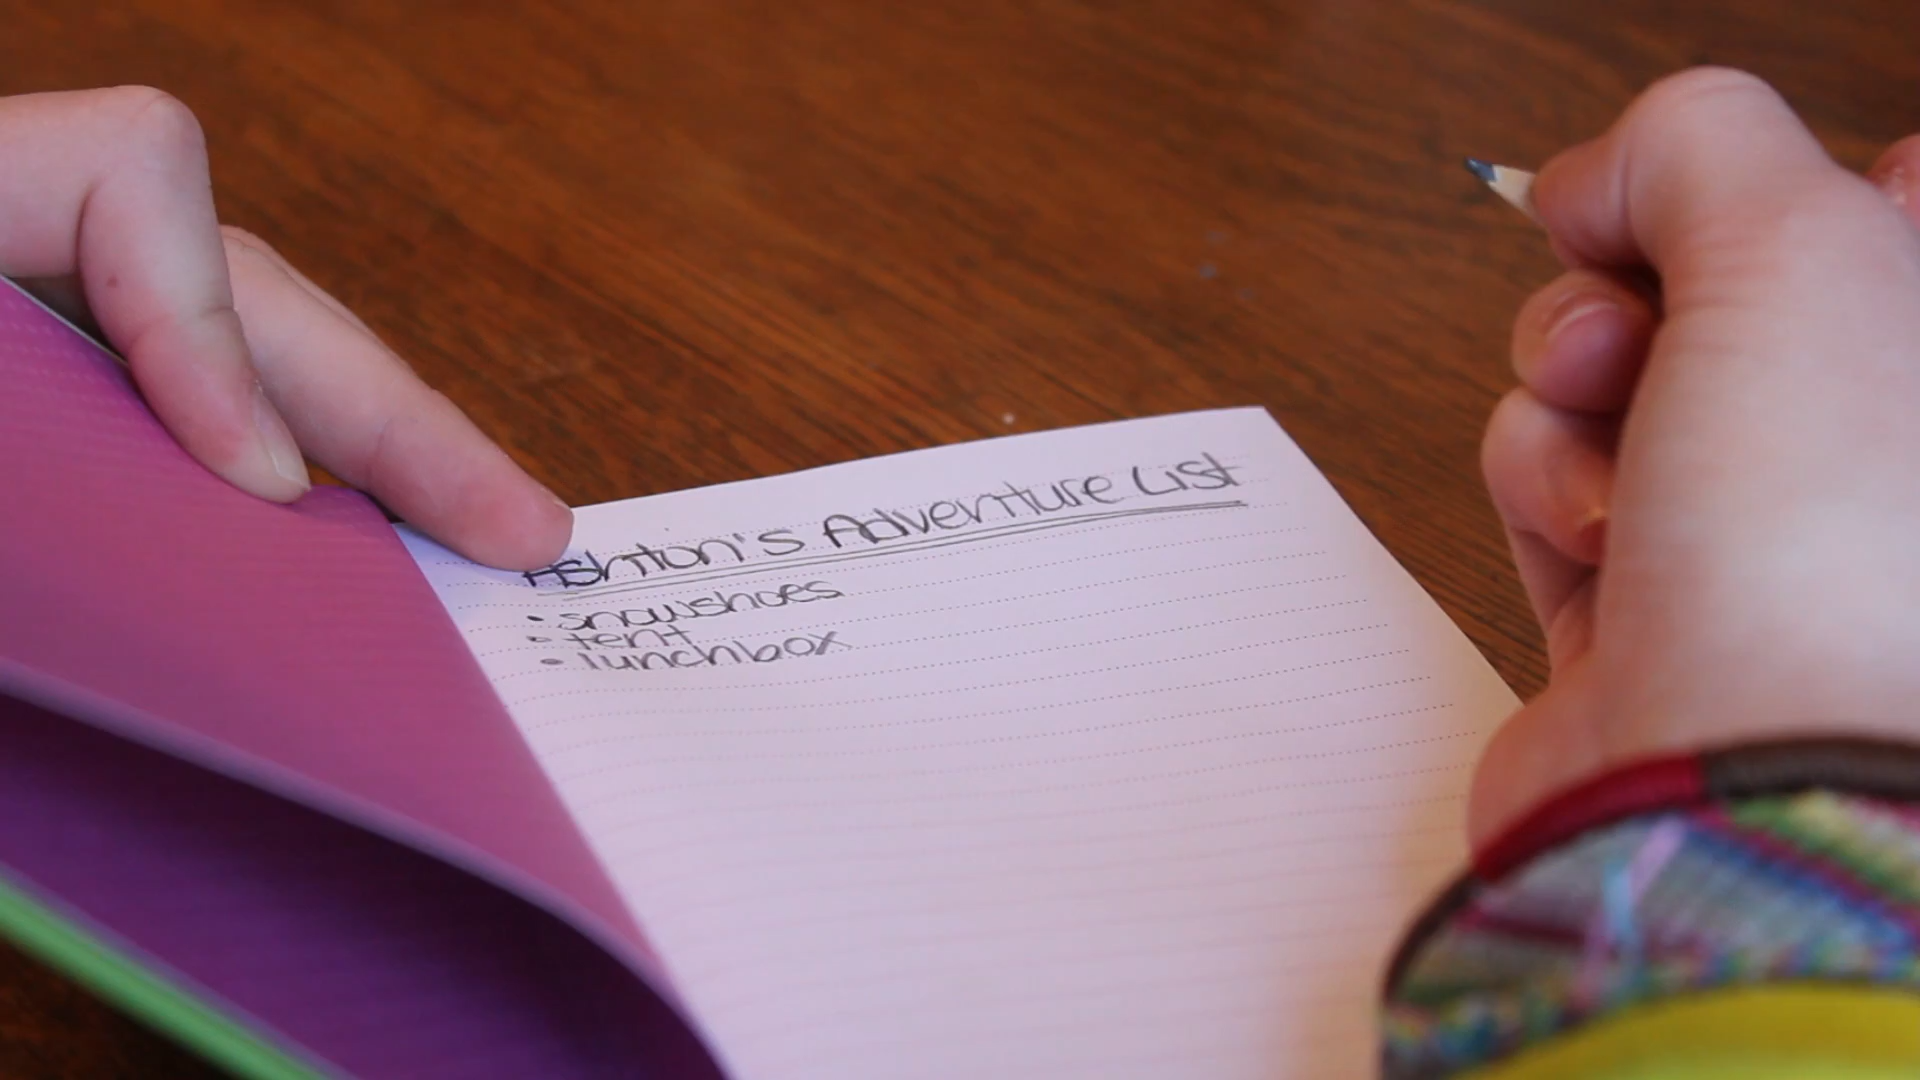 Ashton's Adventure List
• snowshoes
• tent
• lunchbox